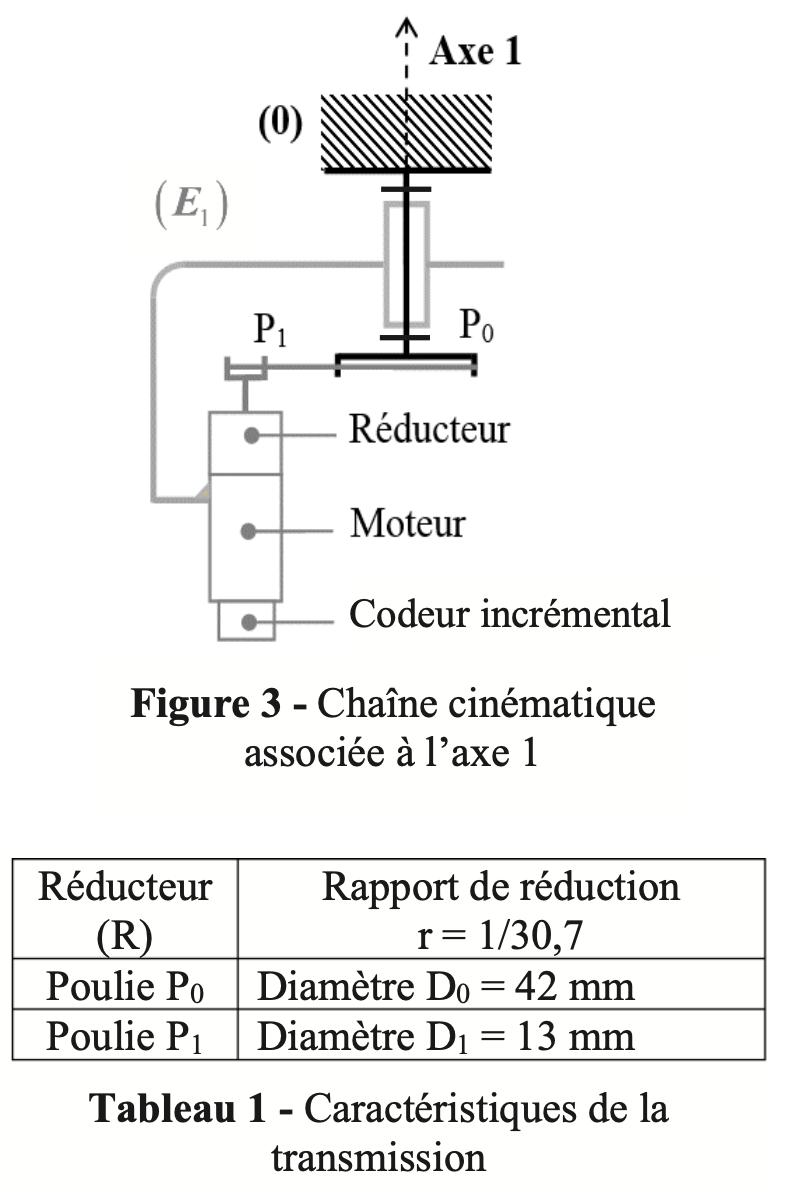 Axe 1
(0)
(E₁)
P₁
P₀
Réducteur
Moteur
Codeur incrémental
Figure 3 - Chaîne cinématique
associée à l’axe 1
Réducteur
(R)
Rapport de réduction
r = 1/30,7
Poulie P₀
Diamètre D₀ = 42 mm
Poulie P₁
Diamètre D₁ = 13 mm
Tableau 1 - Caractéristiques de la
transmission